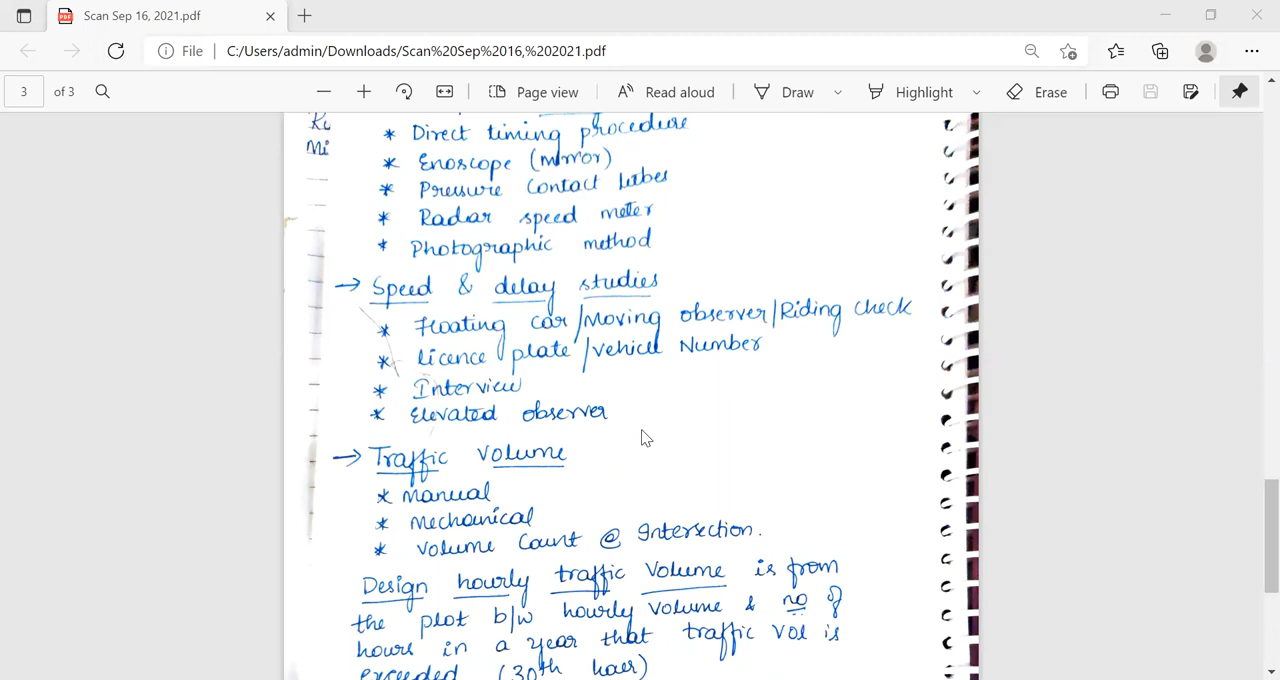 Scan Sep 16, 2021.pdf
File C:/Users/admin/Downloads/Scan%20Sep%2016,%202021.pdf
3 of 3 Page view Read aloud Draw Highlight Erase
Ki
Mi
* Direct timing procedure
* Enoscope (mirror)
* Pressure Contact tubes
* Radar speed meter
* Photographic method
→ Speed & delay studies
* Floating car/Moving observer/Riding check
* licence plate/vehicle Number
* Interview
* Elevated observer
→ Traffic volume
* Manual
* Mechanical
* Volume Count @ Intersection.
Design hourly traffic volume is from
the plot b/w hourly volume & no of
hours in a year that traffic vol is
exceeded (30th hour)